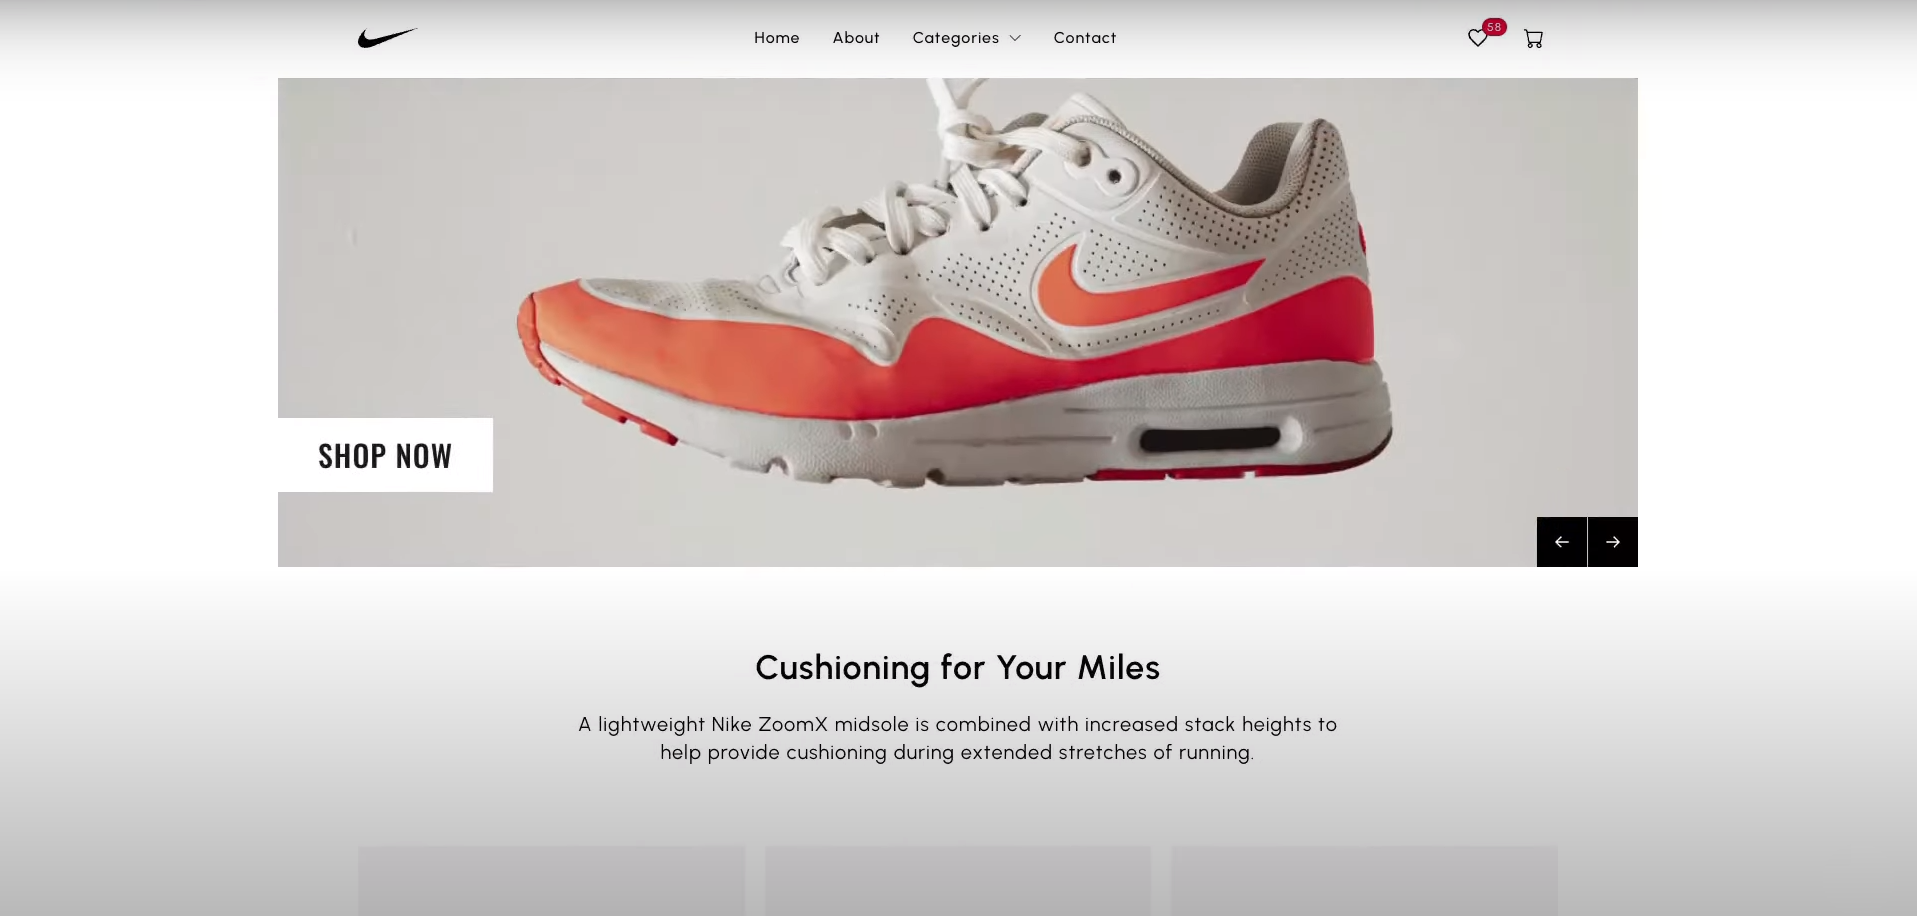 Home
About
Categories
Contact
58
SHOP NOW
Cushioning for Your Miles
A lightweight Nike ZoomX midsole is combined with increased stack heights to
help provide cushioning during extended stretches of running.